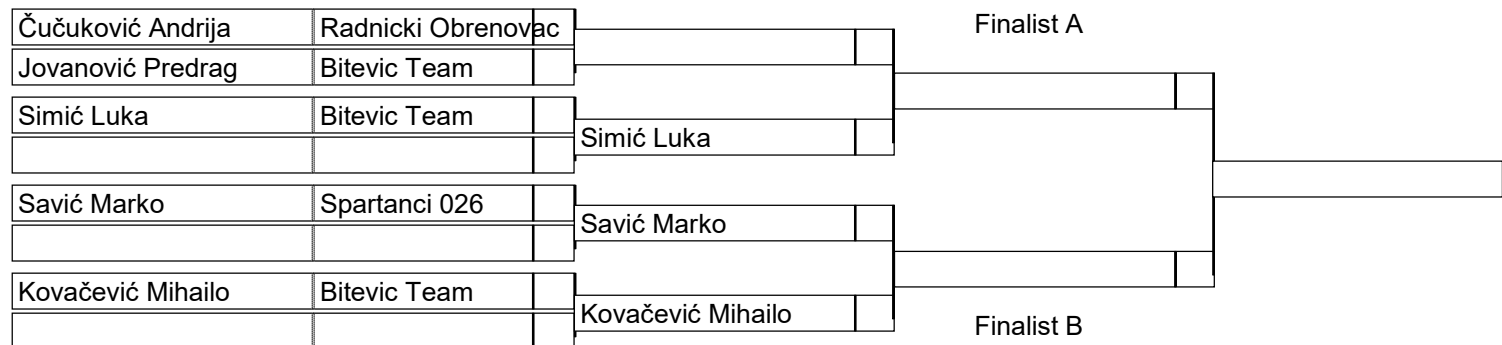 Čučuković Andrija Radnicki Obrenovac
Finalist A
Jovanović Predrag Bitevic Team
Simić Luka Bitevic Team
Simić Luka
Savić Marko Spartanci 026
Savić Marko
Kovačević Mihailo Bitevic Team
Kovačević Mihailo
Finalist B